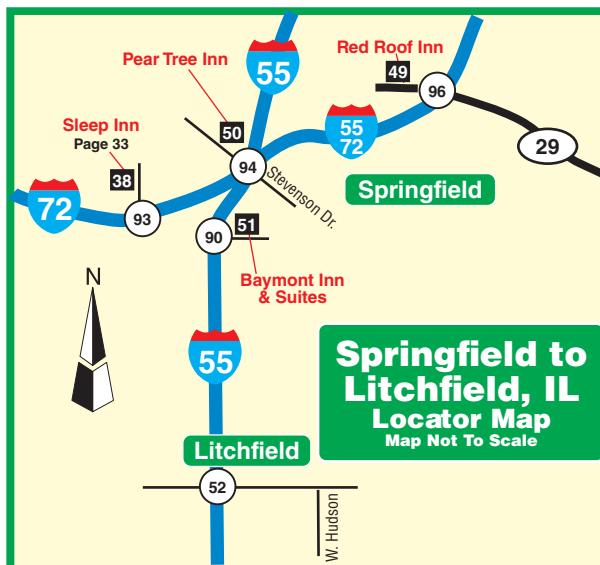 Pear Tree Inn
55
Red Roof Inn
49
96
Sleep Inn
Page 33
50
55
72
29
38
94
Stevenson Dr.
Springfield
72
93
90
51
Baymont Inn
& Suites
N
55
Springfield to
Litchfield, IL
Locator Map
Map Not To Scale
Litchfield
52
W. Hudson